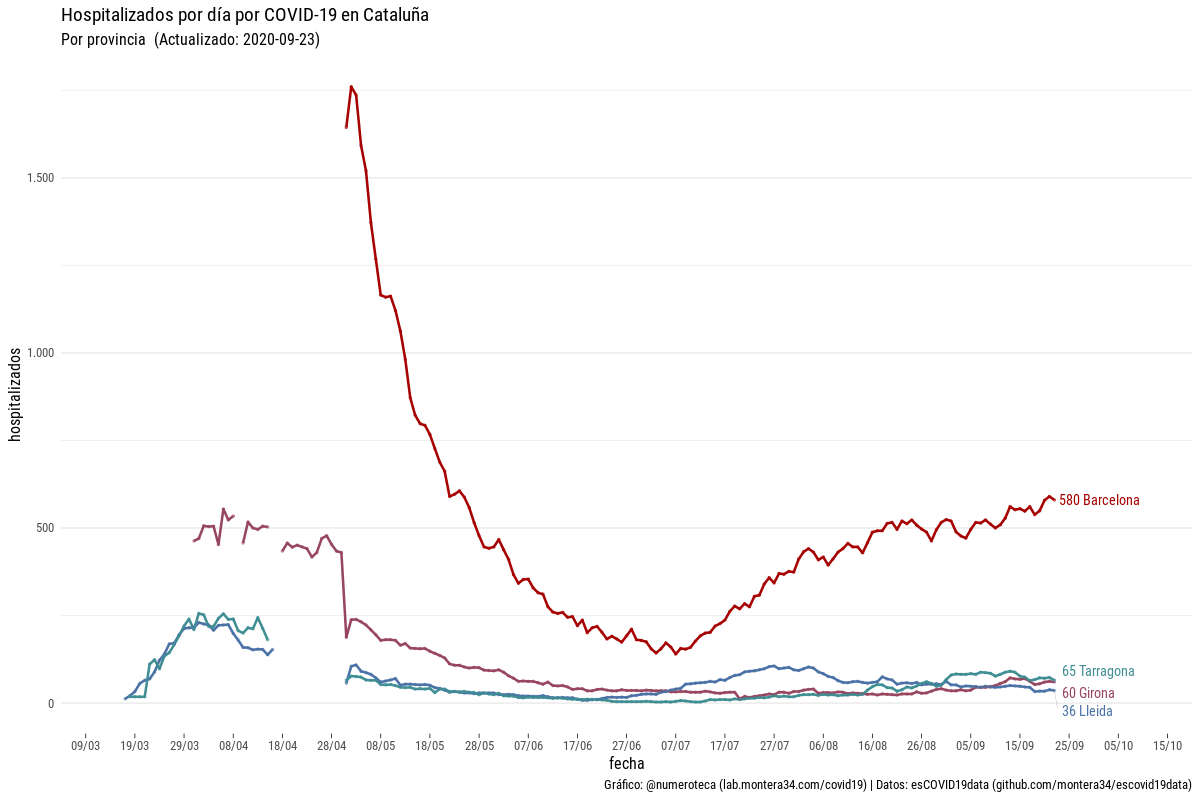 Hospitalizados por día por COVID-19 en Cataluña
Por provincia  (Actualizado: 2020-09-23)
hospitalizados
1.500
1.000
500
0
580 Barcelona
65 Tarragona
60 Girona
36 Lleida
09/03 19/03 29/03 08/04 18/04 28/04 08/05 18/05 28/05 07/06 17/06 27/06 07/07 17/07 27/07 06/08 16/08 26/08 05/09 15/09 25/09 05/10 15/10
fecha
Gráfico: @numeroteca (lab.montera34.com/covid19) | Datos: esCOVID19data (github.com/montera34/escovid19data)